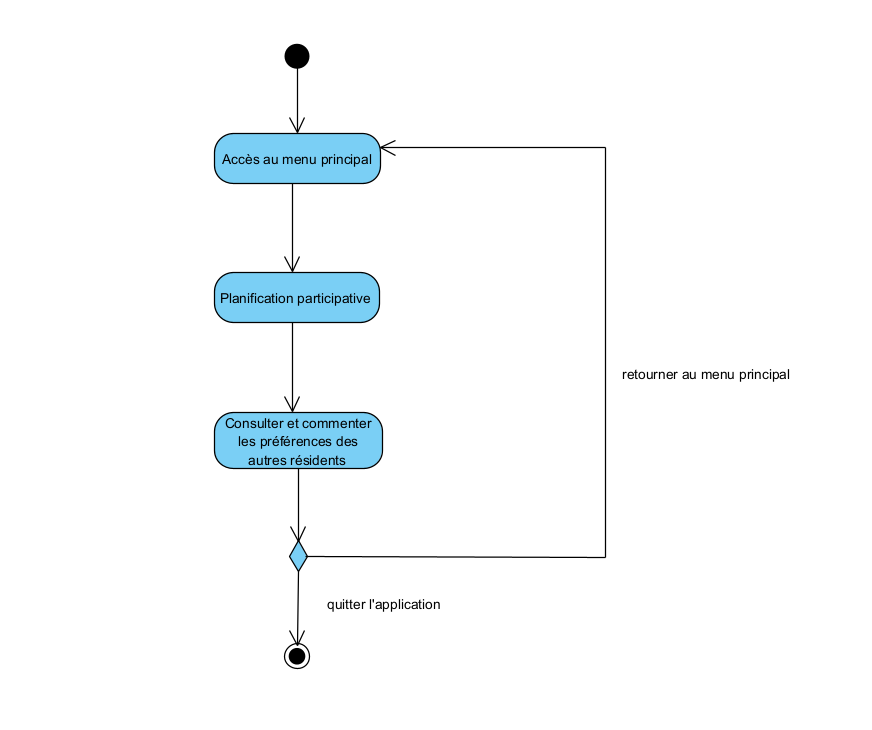 Accès au menu principal
Planification participative
retourner au menu principal
Consulter et commenter
les préférences des
autres résidents
quitter l'application